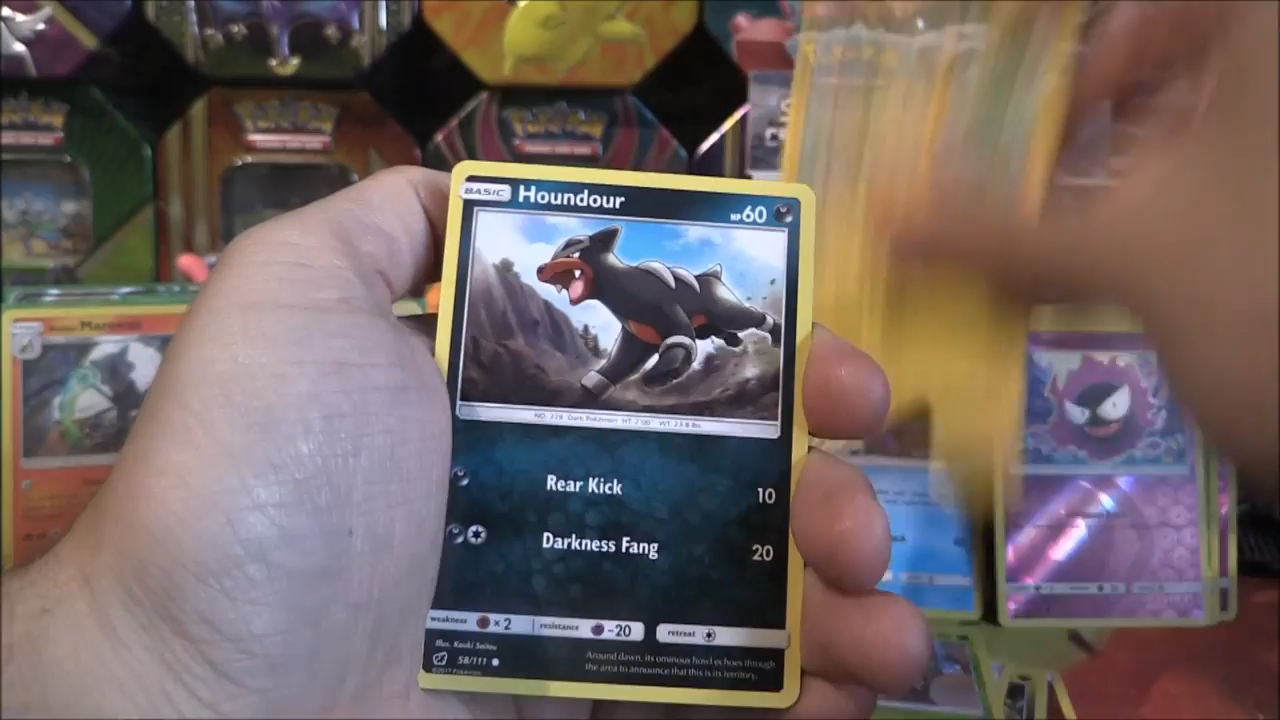 POKéMON
POKéMON
BASIC Houndour HP 60
NO. 228 Dark Pokémon HT: 2'00" WT: 23.8 lbs.
Rear Kick 10
Darkness Fang 20
weakness ×2 resistance -20 retreat
Illus. Kouki Saitou
58/111
©2017 Pokémon
Around dawn, its ominous howl echoes through
the area to announce that this is its territory.